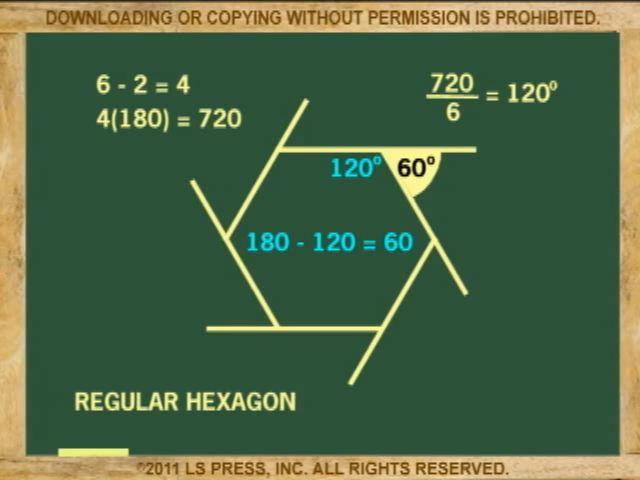 DOWNLOADING OR COPYING WITHOUT PERMISSION IS PROHIBITED.
6 - 2 = 4
4(180) = 720
720
6
= 120°
120°
60°
180 - 120 = 60
REGULAR HEXAGON
©2011 LS PRESS, INC. ALL RIGHTS RESERVED.